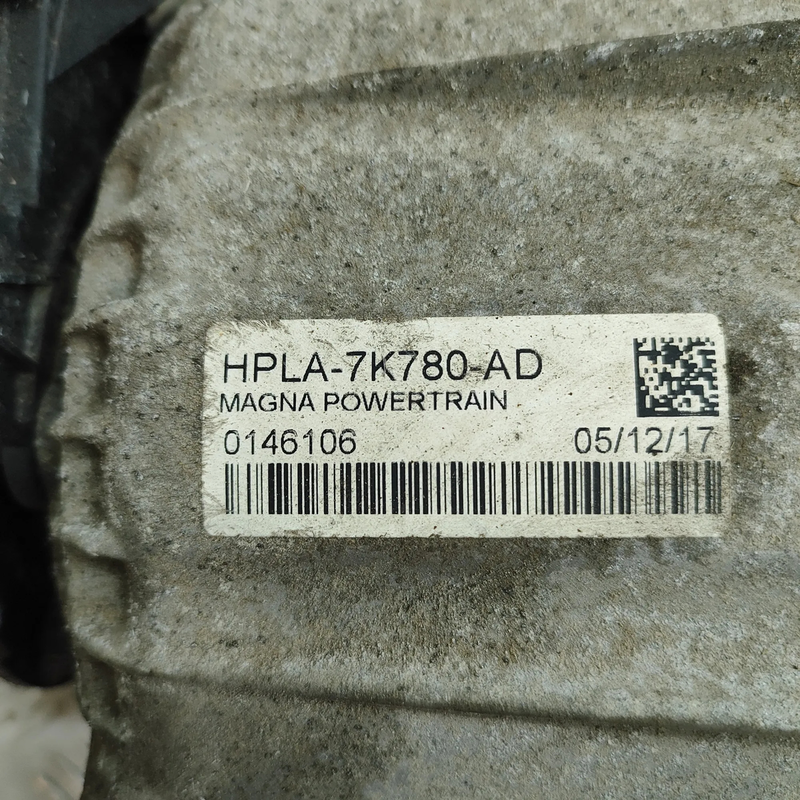 HPLA-7K780-AD
MAGNA POWERTRAIN
0146106 05/12/17